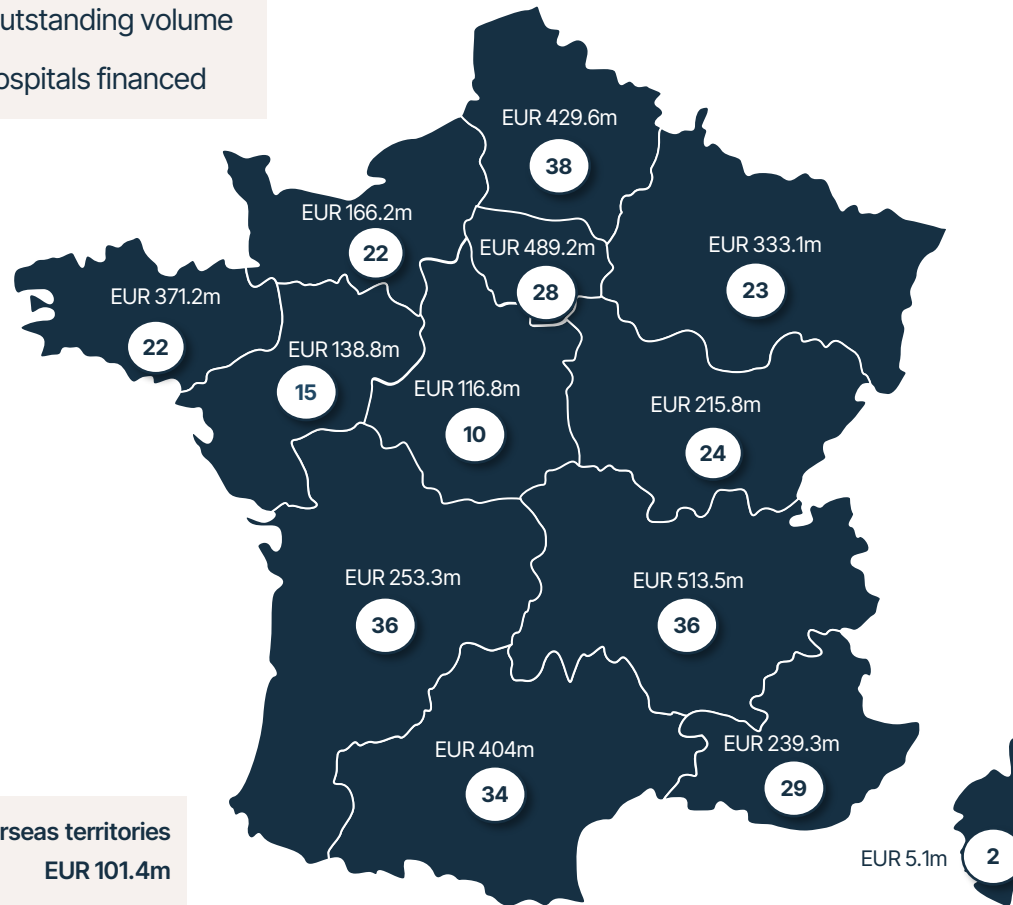 utstanding volume
ospitals financed
EUR 429.6m
38
EUR 166.2m
22
EUR 489.2m
28
EUR 333.1m
23
EUR 371.2m
22
EUR 138.8m
15
EUR 116.8m
10
EUR 215.8m
24
EUR 253.3m
36
EUR 513.5m
36
EUR 404m
34
EUR 239.3m
29
rseas territories
EUR 101.4m
EUR 5.1m
2